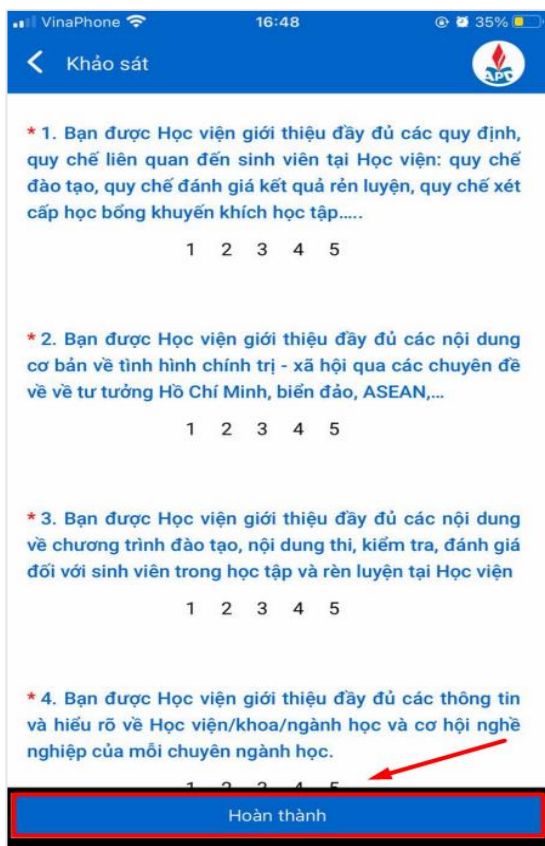 VinaPhone 16:48 35%
Khảo sát
APC
* 1. Bạn được Học viện giới thiệu đầy đủ các quy định,
quy chế liên quan đến sinh viên tại Học viện: quy chế
đào tạo, quy chế đánh giá kết quả rén luyện, quy chế xét
cấp học bổng khuyến khích học tập.....
1 2 3 4 5
* 2. Bạn được Học viện giới thiệu đầy đủ các nội dung
cơ bản về tình hình chính trị - xã hội qua các chuyên đề
về về tư tưởng Hồ Chí Minh, biển đảo, ASEAN,...
1 2 3 4 5
* 3. Bạn được Học viện giới thiệu đầy đủ các nội dung
về chương trình đào tạo, nội dung thi, kiểm tra, đánh giá
đối với sinh viên trong học tập và rèn luyện tại Học viện
1 2 3 4 5
* 4. Bạn được Học viện giới thiệu đầy đủ các thông tin
và hiểu rõ về Học viện/khoa/ngành học và cơ hội nghề
nghiệp của mỗi chuyên ngành học.
1 2 3 4 5
Hoàn thành